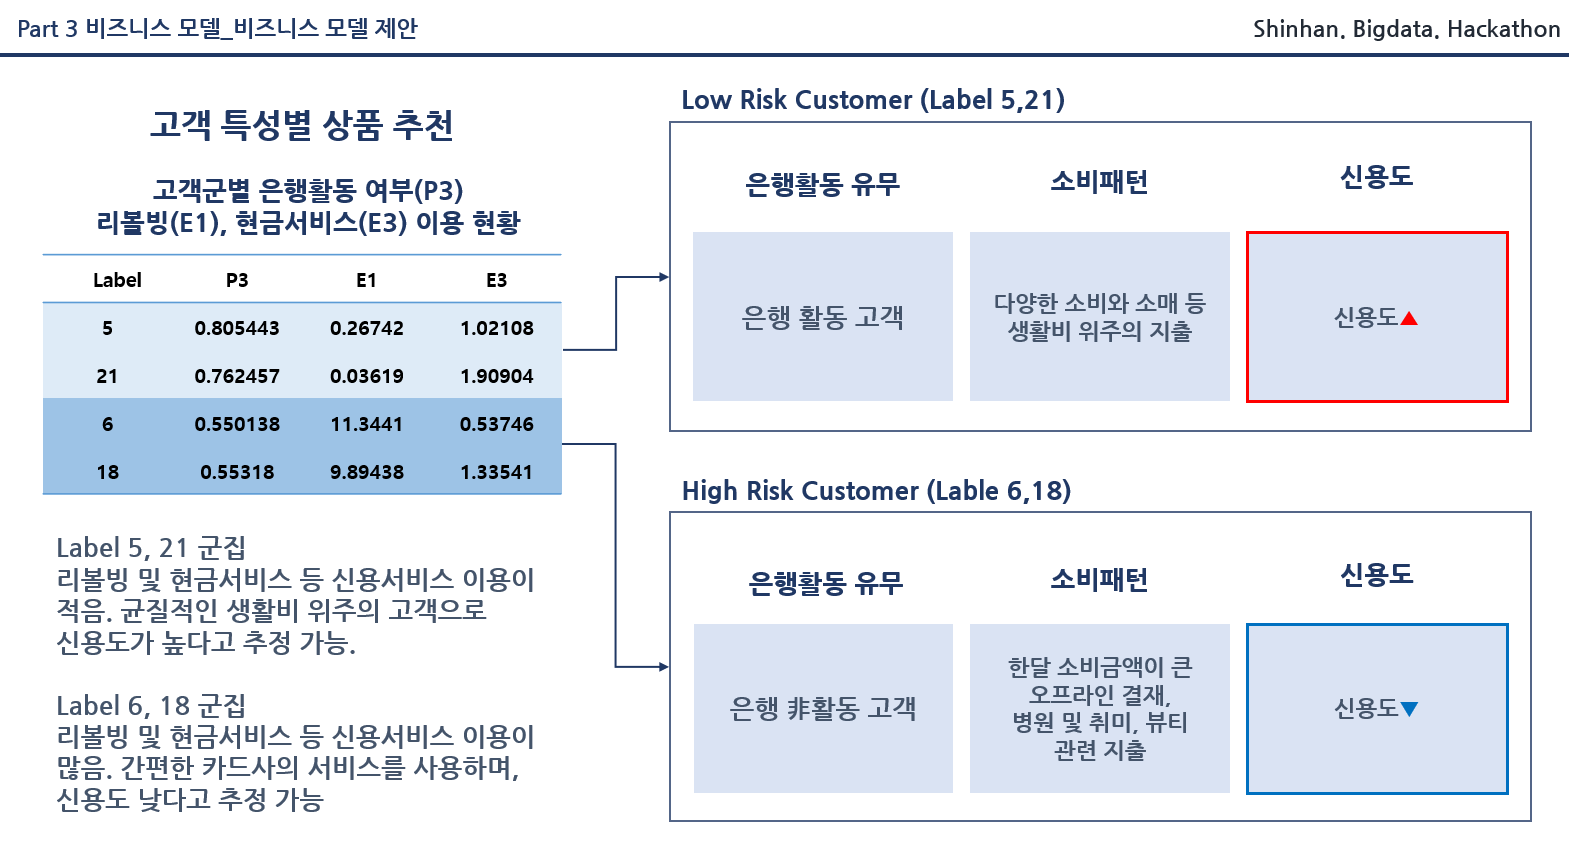 Part 3 비즈니스 모델_비즈니스 모델 제안
Shinhan. Bigdata. Hackathon
고객 특성별 상품 추천
고객군별 은행활동 여부(P3)
리볼빙(E1), 현금서비스(E3) 이용 현황
Label P3 E1 E3
5 0.805443 0.26742 1.02108
21 0.762457 0.03619 1.90904
6 0.550138 11.3441 0.53746
18 0.55318 9.89438 1.33541
Label 5, 21 군집
리볼빙 및 현금서비스 등 신용서비스 이용이
적음. 균질적인 생활비 위주의 고객으로
신용도가 높다고 추정 가능.
Label 6, 18 군집
리볼빙 및 현금서비스 등 신용서비스 이용이
많음. 간편한 카드사의 서비스를 사용하며,
신용도 낮다고 추정 가능
Low Risk Customer (Label 5,21)
은행활동 유무
소비패턴
신용도
은행 활동 고객
다양한 소비와 소매 등
생활비 위주의 지출
신용도▲
High Risk Customer (Lable 6,18)
은행활동 유무
소비패턴
신용도
은행 非활동 고객
한달 소비금액이 큰
오프라인 결재,
병원 및 취미, 뷰티
관련 지출
신용도▼